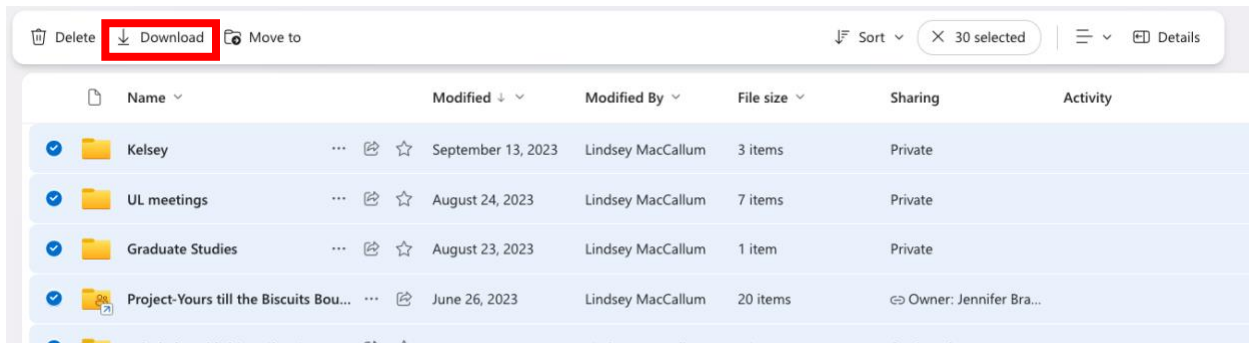 Delete Download Move to Sort 30 selected Details
Name Modified Modified By File size Sharing Activity
Kelsey ... September 13, 2023 Lindsey MacCallum 3 items Private
UL meetings ... August 24, 2023 Lindsey MacCallum 7 items Private
Graduate Studies ... August 23, 2023 Lindsey MacCallum 1 item Private
Project-Yours till the Biscuits Bou... ... June 26, 2023 Lindsey MacCallum 20 items Owner: Jennifer Bra...